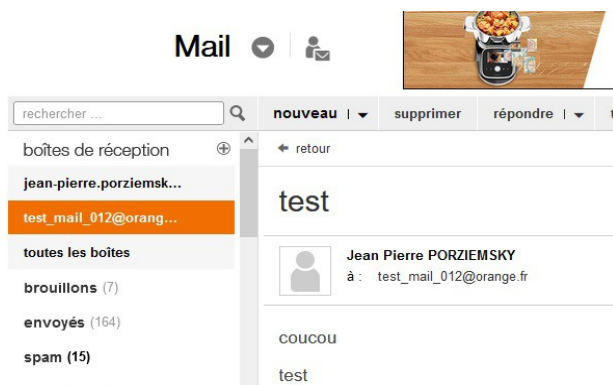 Mail
rechercher ...
nouveau | supprimer répondre |
boîtes de réception
retour
jean-pierre.porziemsk...
test
test_mail_012@orang...
toutes les boîtes
Jean Pierre PORZIEMSKY
à : test_mail_012@orange.fr
brouillons (7)
envoyés (164)
coucou
spam (15)
test